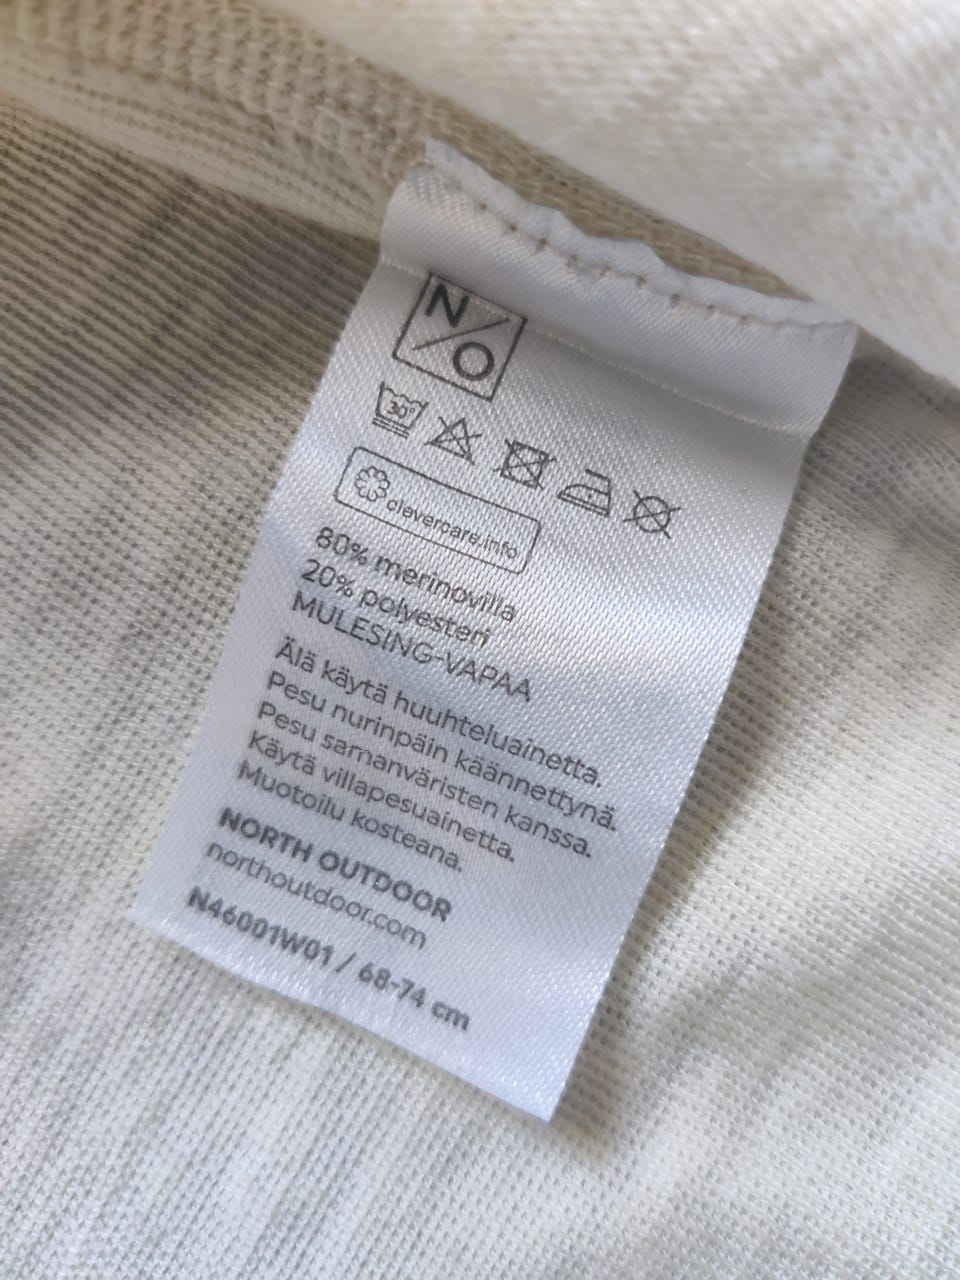 N/O
30°
clevercare.info
80% merinovilla
20% polyesteri
MULESING-VAPAA
Älä käytä huuhteluainetta.
Pesu nurinpäin käännettynä.
Pesu samanväristen kanssa.
Käytä villapesuainetta.
Muotoilu kosteana.
NORTH OUTDOOR
northoutdoor.com
N46001W01 / 68-74 cm